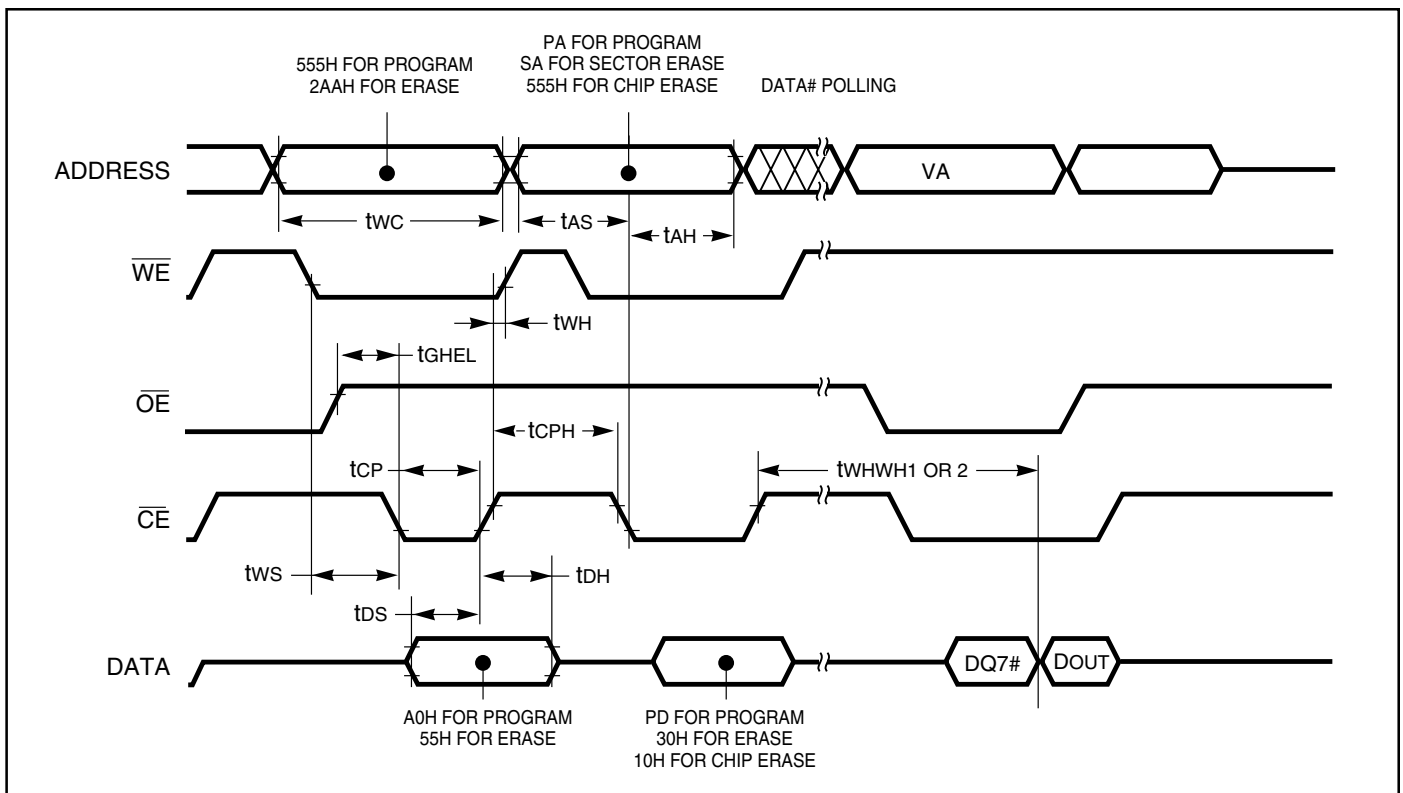 555H FOR PROGRAM
2AAH FOR ERASE
PA FOR PROGRAM
SA FOR SECTOR ERASE
555H FOR CHIP ERASE
DATA# POLLING
ADDRESS
VA
tWC
tAS
tAH
WE
tWH
tGHEL
OE
tCPH
tCP
tWHWH1 OR 2
CE
tWS
tDH
tDS
DATA
DQ7#
DOUT
A0H FOR PROGRAM
55H FOR ERASE
PD FOR PROGRAM
30H FOR ERASE
10H FOR CHIP ERASE